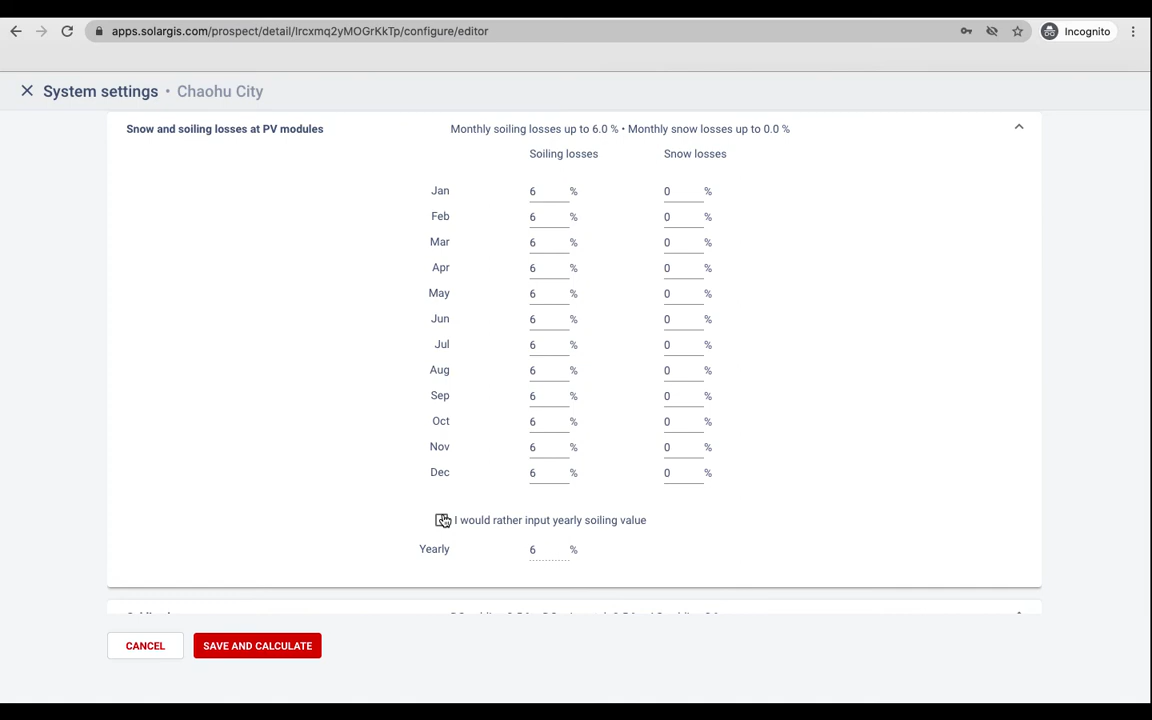 apps.solargis.com/prospect/detail/Ircxmq2yMOGrKkTp/configure/editor
Incognito
System settings • Chaohu City
Snow and soiling losses at PV modules
Monthly soiling losses up to 6.0 % • Monthly snow losses up to 0.0 %
Soiling losses Snow losses
Jan 6 % 0 %
Feb 6 % 0 %
Mar 6 % 0 %
Apr 6 % 0 %
May 6 % 0 %
Jun 6 % 0 %
Jul 6 % 0 %
Aug 6 % 0 %
Sep 6 % 0 %
Oct 6 % 0 %
Nov 6 % 0 %
Dec 6 % 0 %
I would rather input yearly soiling value
Yearly 6 %
CANCEL SAVE AND CALCULATE